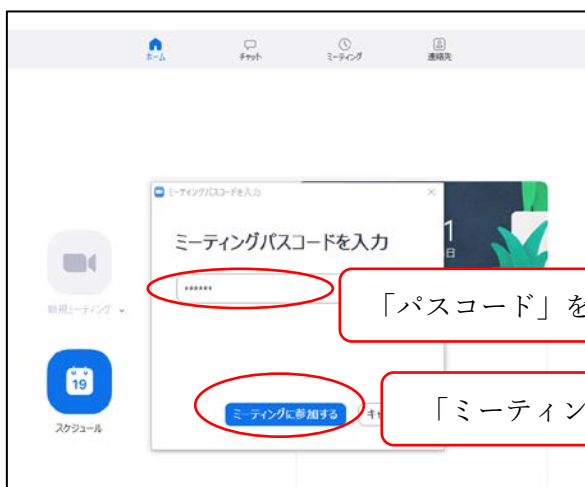 ホーム
チャット
ミーティング
連絡先
ミーティングパスコードを入力
ミーティングパスコードを入力
1
日
******
「パスコード」を
新規ミーティング
19
ミーティングに参加する
キャ
「ミーティン
スケジュール